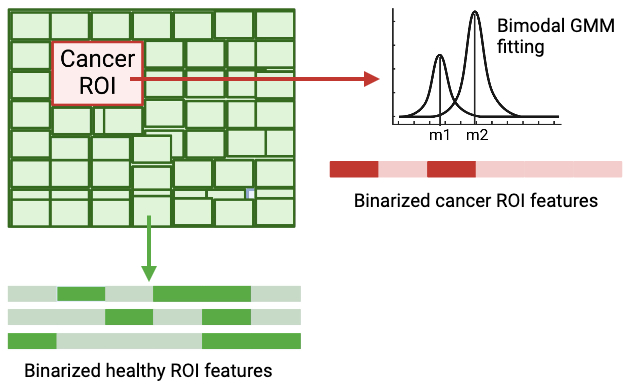 Cancer
ROI
Bimodal GMM
fitting
m1 m2
Binarized cancer ROI features
Binarized healthy ROI features